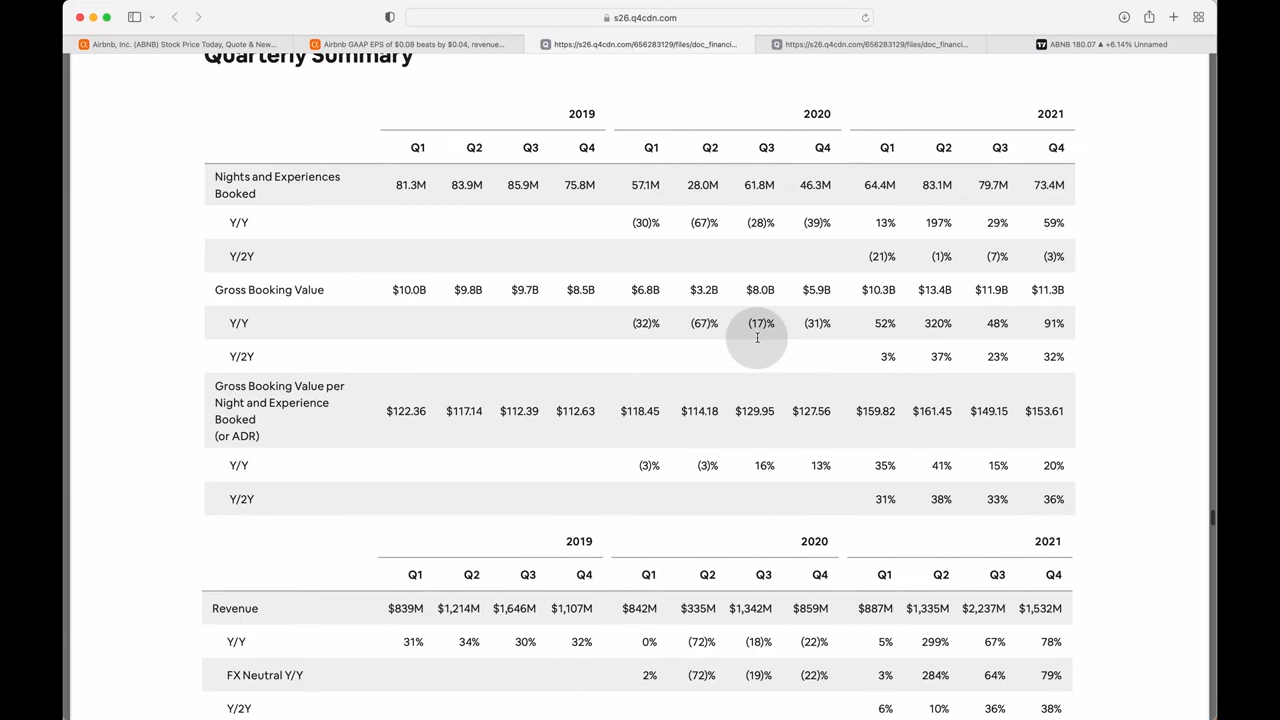 s26.q4cdn.com
Airbnb, Inc. (ABNB) Stock Price Today, Quote & New...
Airbnb GAAP EPS of $0.08 beats by $0.04, revenue...
https://s26.q4cdn.com/656283129/files/doc_financi...
https://s26.q4cdn.com/656283129/files/doc_financi...
ABNB 180.07 ▲ +6.14% Unnamed
Quarterly Summary
2019 2020 2021
Q1 Q2 Q3 Q4 Q1 Q2 Q3 Q4 Q1 Q2 Q3 Q4
Nights and Experiences
Booked
81.3M 83.9M 85.9M 75.8M 57.1M 28.0M 61.8M 46.3M 64.4M 83.1M 79.7M 73.4M
Y/Y (30)% (67)% (28)% (39)% 13% 197% 29% 59%
Y/2Y (21)% (1)% (7)% (3)%
Gross Booking Value $10.0B $9.8B $9.7B $8.5B $6.8B $3.2B $8.0B $5.9B $10.3B $13.4B $11.9B $11.3B
Y/Y (32)% (67)% (17)% (31)% 52% 320% 48% 91%
Y/2Y 3% 37% 23% 32%
Gross Booking Value per
Night and Experience
Booked
(or ADR)
$122.36 $117.14 $112.39 $112.63 $118.45 $114.18 $129.95 $127.56 $159.82 $161.45 $149.15 $153.61
Y/Y (3)% (3)% 16% 13% 35% 41% 15% 20%
Y/2Y 31% 38% 33% 36%
2019 2020 2021
Q1 Q2 Q3 Q4 Q1 Q2 Q3 Q4 Q1 Q2 Q3 Q4
Revenue $839M $1,214M $1,646M $1,107M $842M $335M $1,342M $859M $887M $1,335M $2,237M $1,532M
Y/Y 31% 34% 30% 32% 0% (72)% (18)% (22)% 5% 299% 67% 78%
FX Neutral Y/Y 2% (72)% (19)% (22)% 3% 284% 64% 79%
Y/2Y 6% 10% 36% 38%